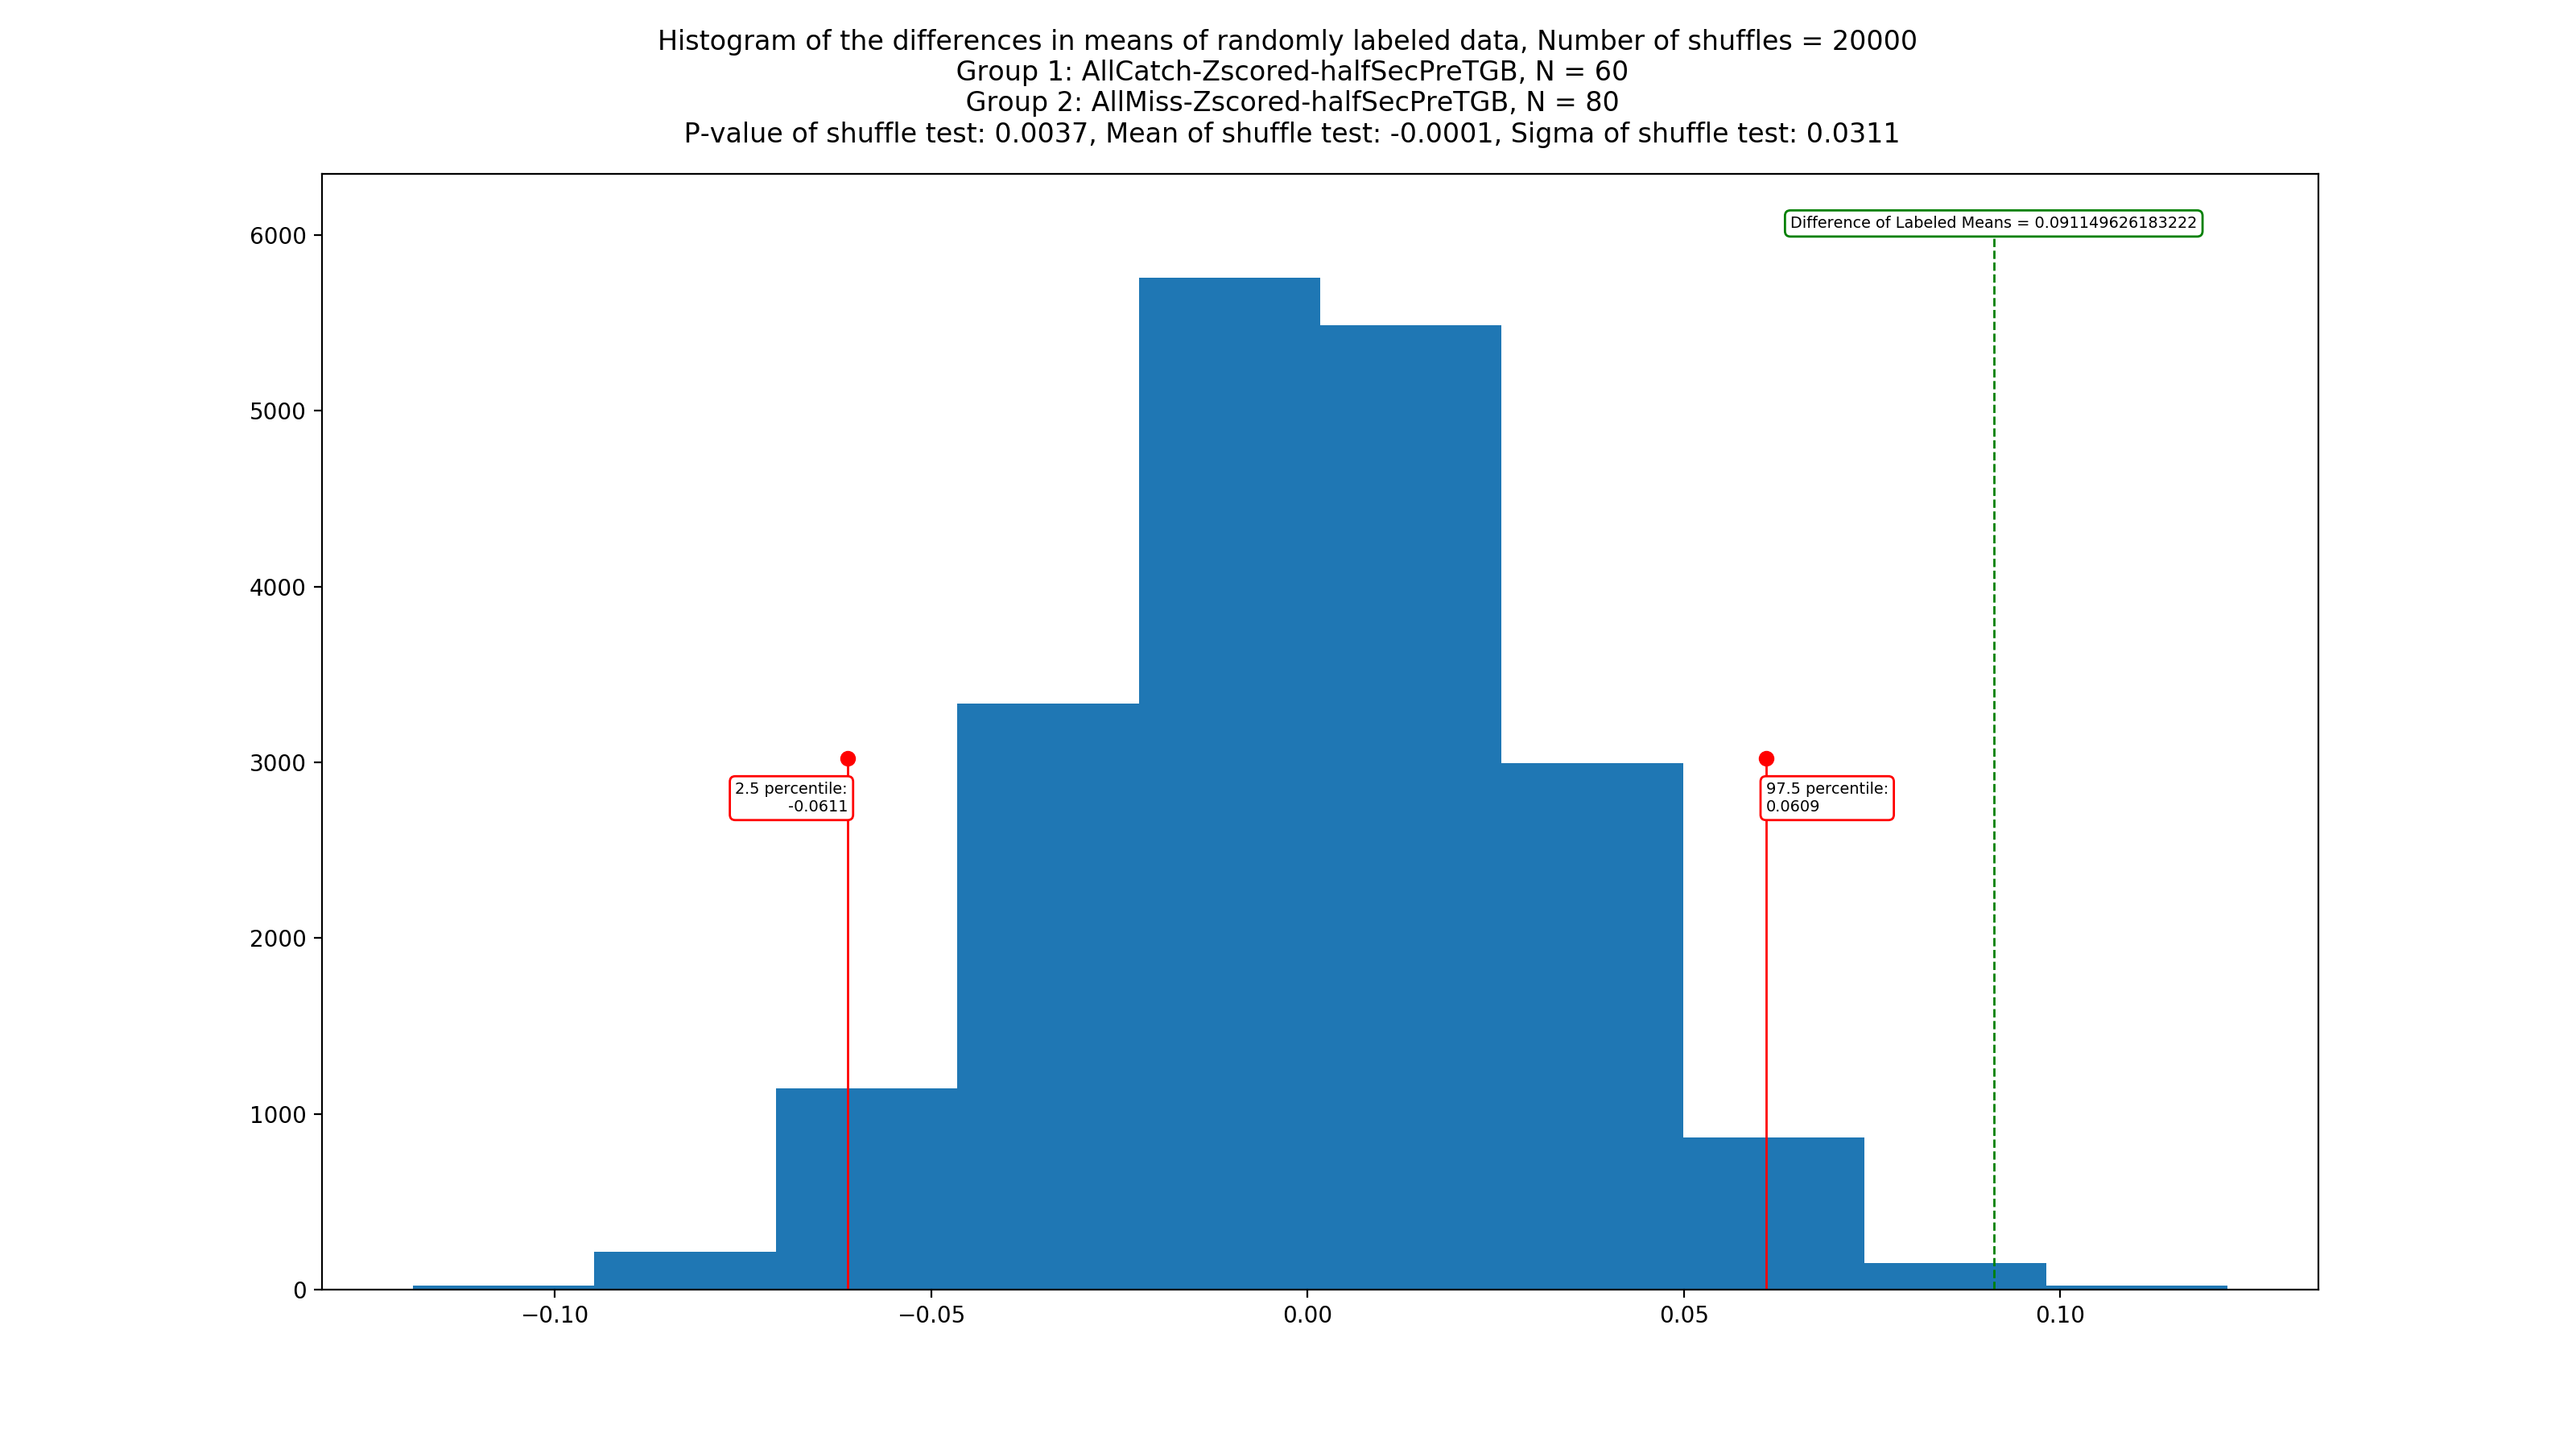 Histogram of the differences in means of randomly labeled data, Number of shuffles = 20000
Group 1: AllCatch-Zscored-halfSecPreTGB, N = 60
Group 2: AllMiss-Zscored-halfSecPreTGB, N = 80
P-value of shuffle test: 0.0037, Mean of shuffle test: -0.0001, Sigma of shuffle test: 0.0311
Difference of Labeled Means = 0.091149626183222
6000
5000
4000
3000
2.5 percentile:
-0.0611
97.5 percentile:
0.0609
2000
1000
0
−0.10
−0.05
0.00
0.05
0.10